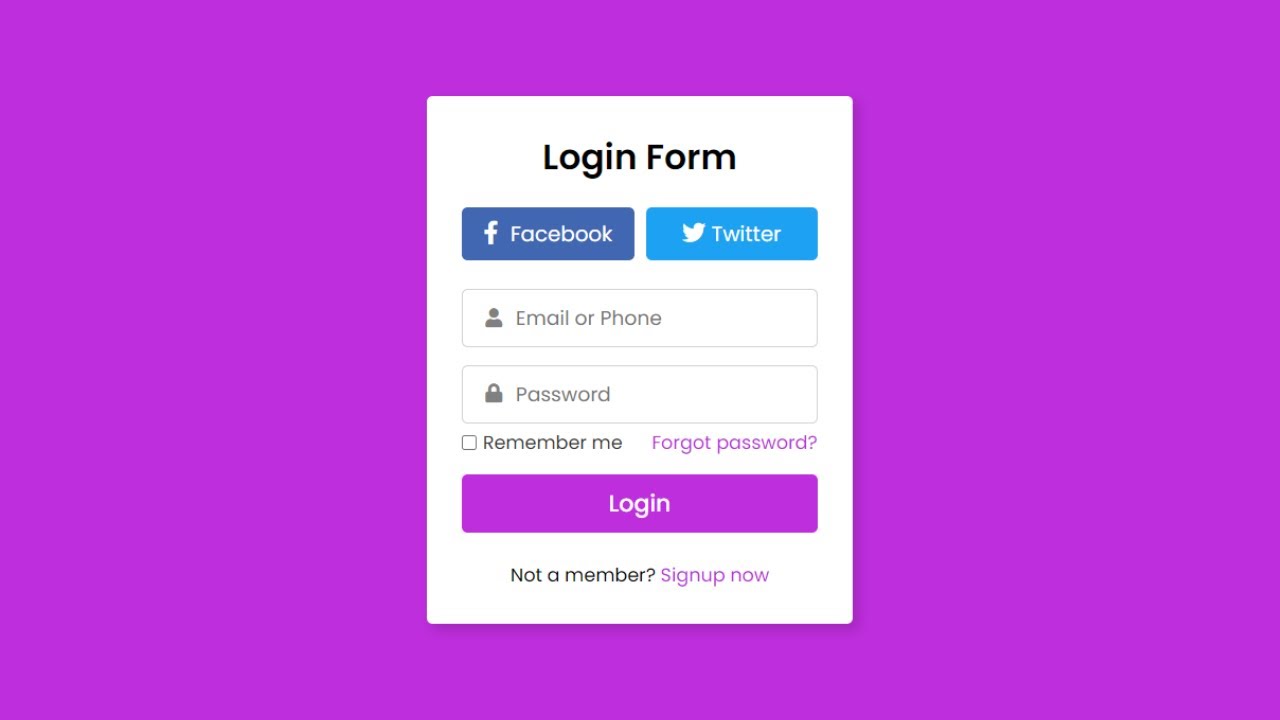 Login Form
Facebook Twitter
Email or Phone
Password
Remember me Forgot password?
Login
Not a member? Signup now